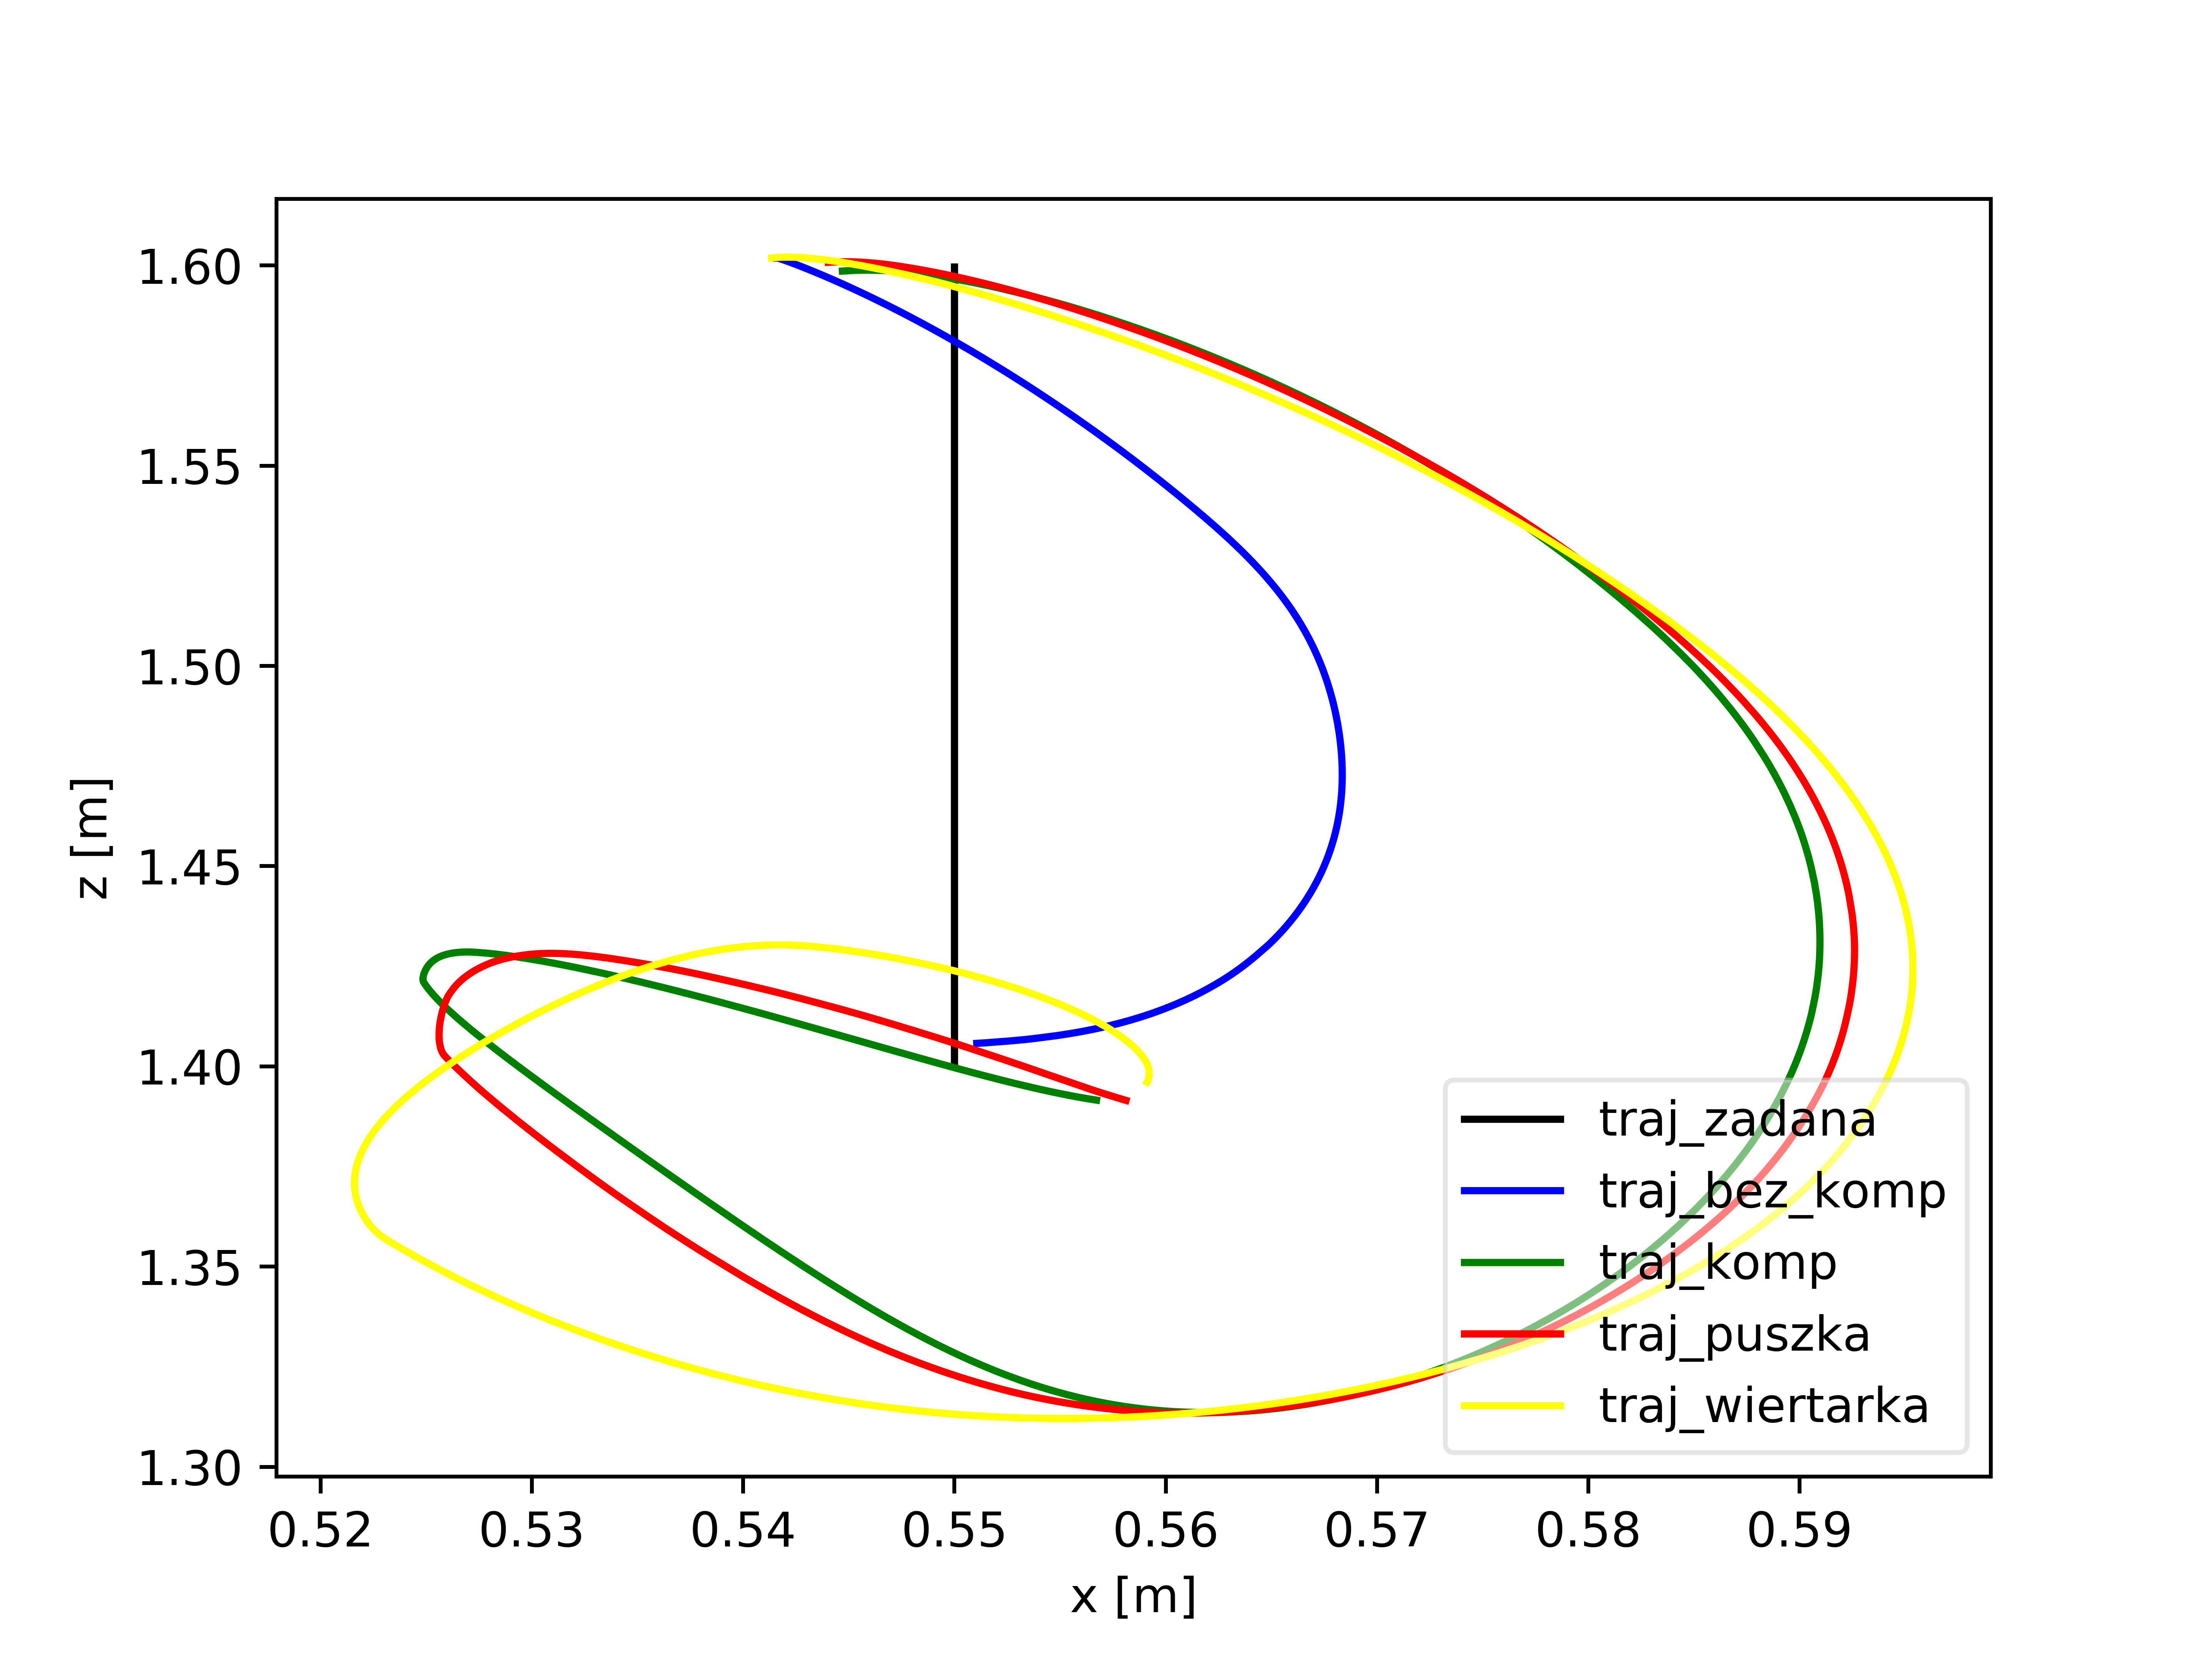 1.60
1.55
1.50
1.45
1.40
1.35
1.30
z [m]
0.52 0.53 0.54 0.55 0.56 0.57 0.58 0.59
x [m]
traj_zadana
traj_bez_komp
traj_komp
traj_puszka
traj_wiertarka